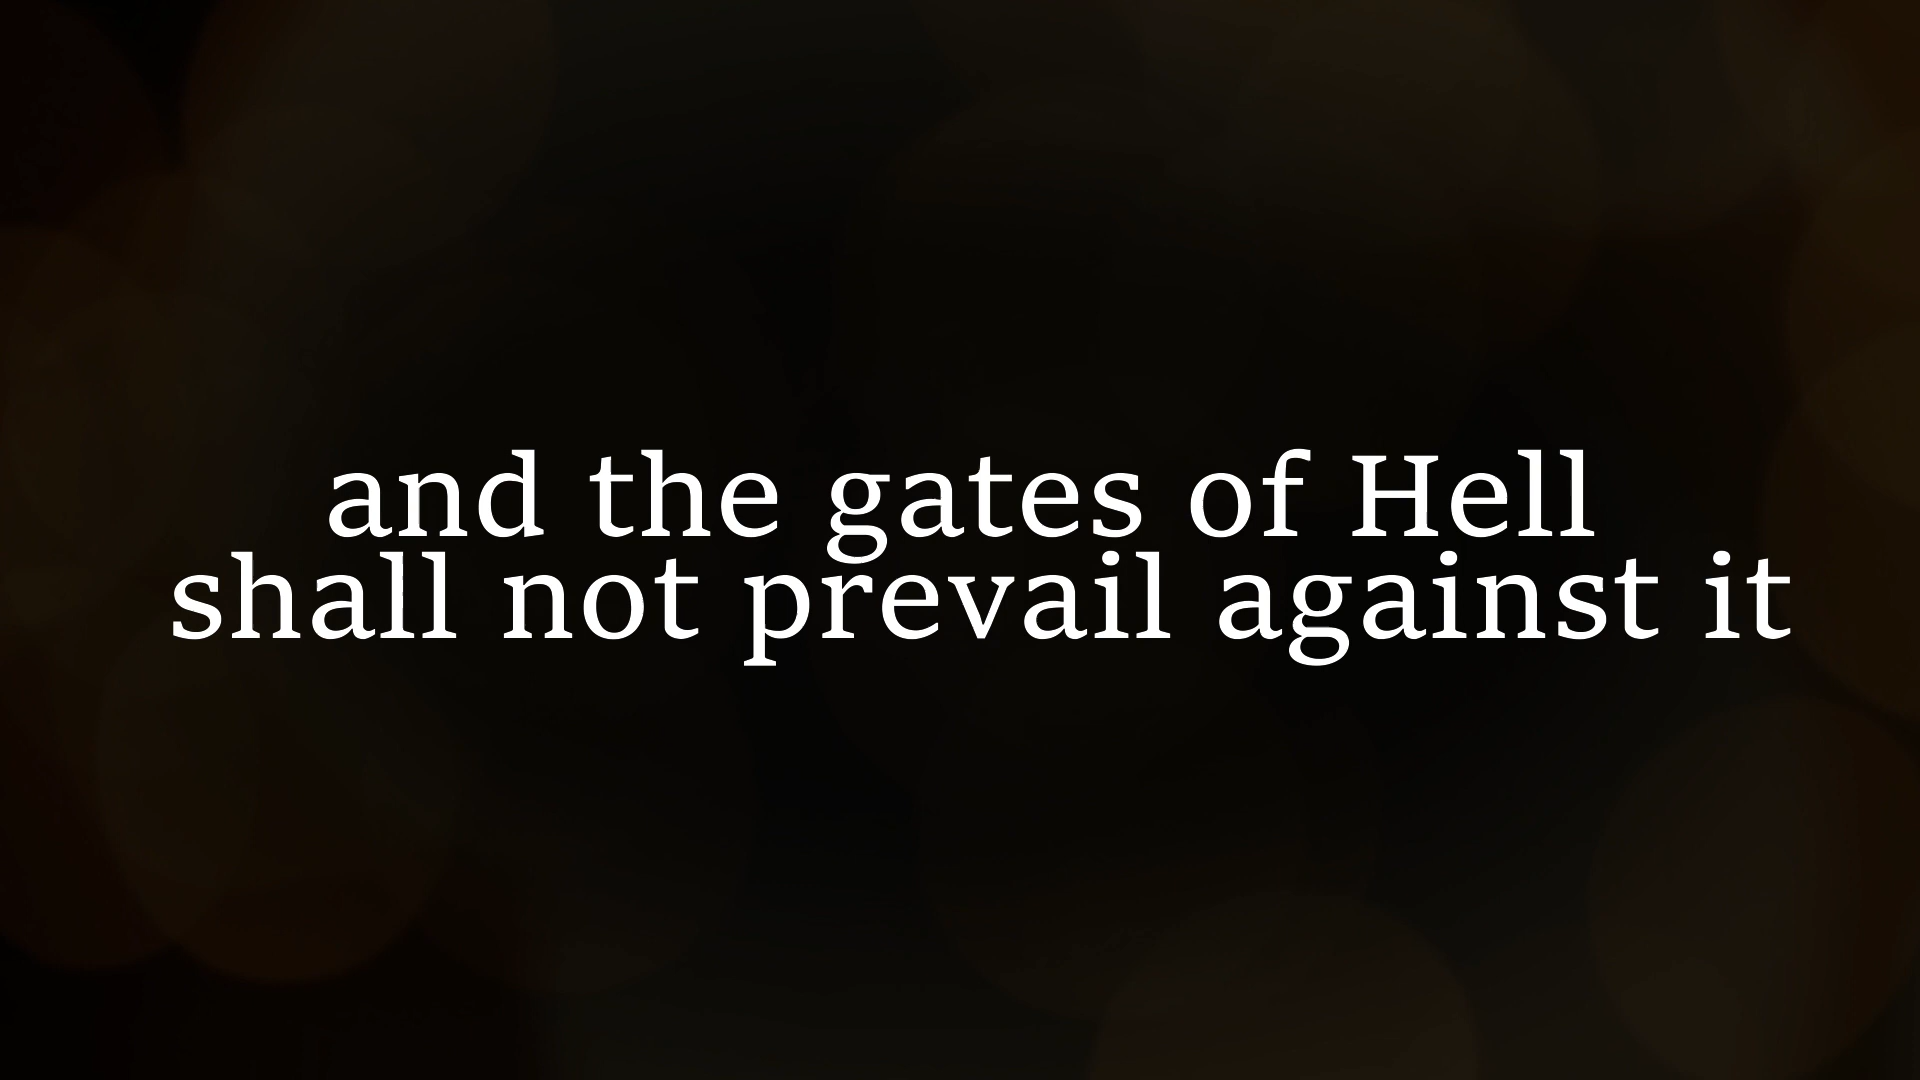 and the gates of Hell
shall not prevail against it